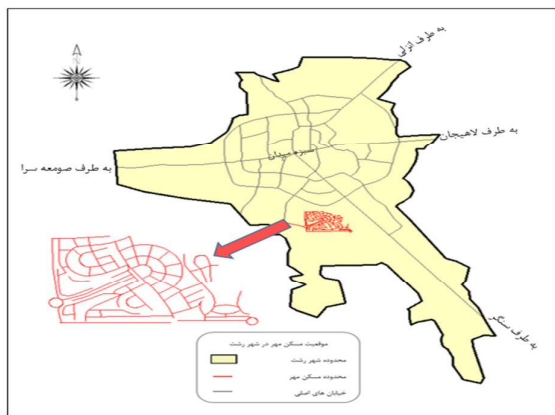 به طرف انزلی
به طرف لاهیجان
سبزه میدان
به طرف صومعه سرا
به طرف سنگر
موقعیت مسکن مهر در شهر رشت
محدوده شهر رشت
محدوده مسکن مهر
خیابان های اصلی